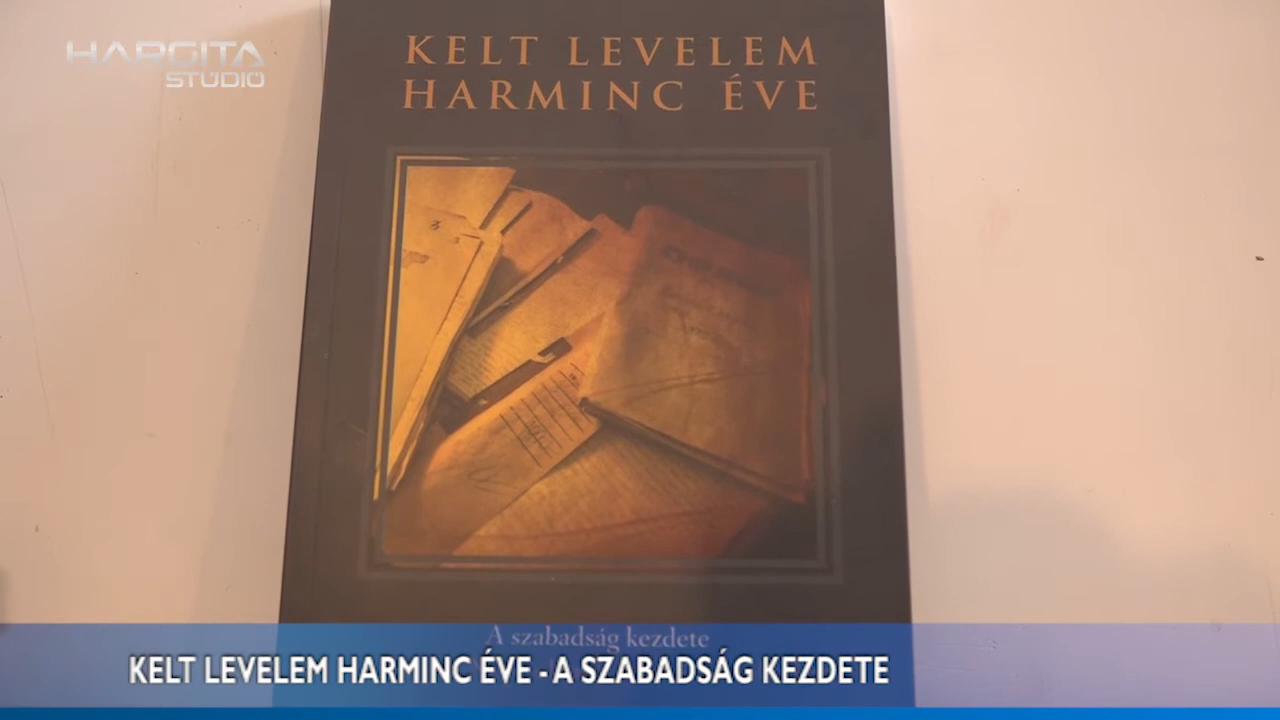 HARGITA
STÚDIÓ
KELT LEVELEM
HARMINC ÉVE
A szabadság kezdete
KELT LEVELEM HARMINC ÉVE - A SZABADSÁG KEZDETE